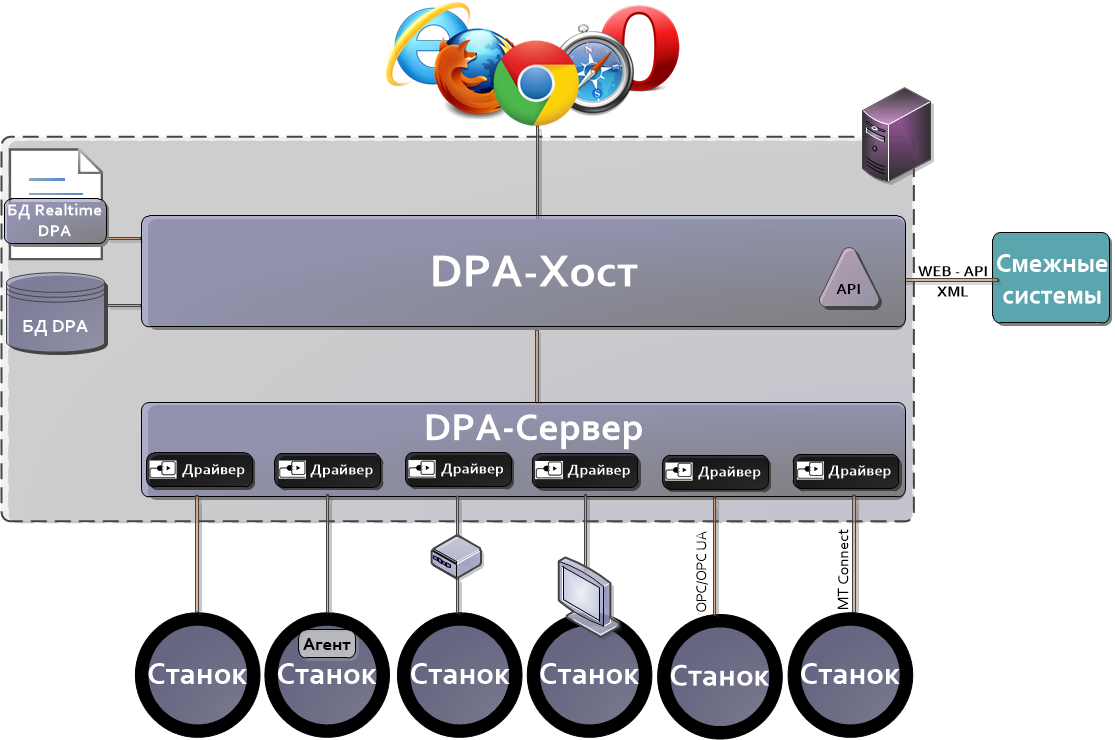 БД Realtime
DPA
БД DPA
DPA-Хост
API
WEB - API
XML
Смежные
системы
DPA-Сервер
Драйвер
Драйвер
Драйвер
Драйвер
Драйвер
Драйвер
OPC/OPC UA
MT Connect
Агент
Станок
Станок
Станок
Станок
Станок
Станок